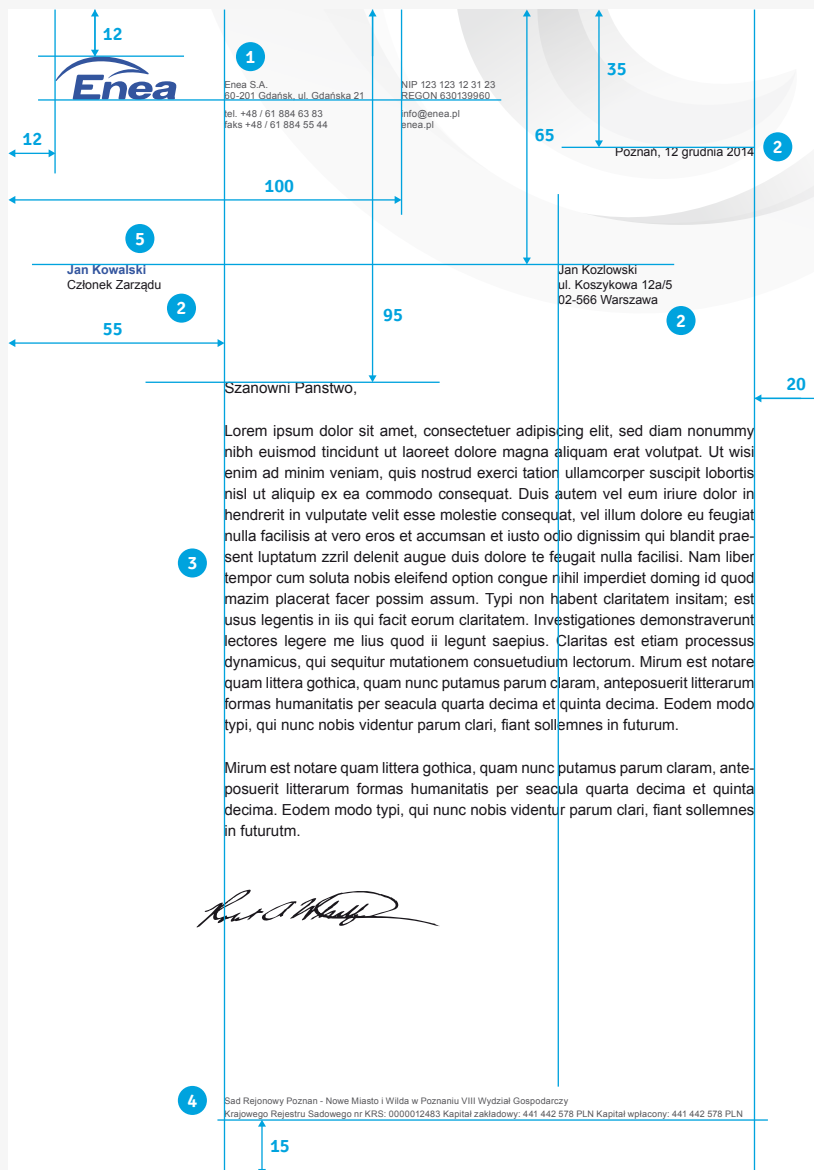 12
1
35
Enea
Enea S.A.
60-201 Gdańsk, ul. Gdańska 21
tel. +48 / 61 884 63 83
faks +48 / 61 884 55 44
NIP 123 123 12 31 23
REGON 630139960
info@enea.pl
enea.pl
12
65
Poznań, 12 grudnia 2014
2
100
5
Jan Kowalski
Członek Zarządu
2
Jan Kozlowski
ul. Koszykowa 12a/5
02-566 Warszawa
2
55
95
20
Szanowni Panstwo,
Lorem ipsum dolor sit amet, consectetuer adipiscing elit, sed diam nonummy
nibh euismod tincidunt ut laoreet dolore magna aliquam erat volutpat. Ut wisi
enim ad minim veniam, quis nostrud exerci tation ullamcorper suscipit lobortis
nisl ut aliquip ex ea commodo consequat. Duis autem vel eum iriure dolor in
hendrerit in vulputate velit esse molestie consequat, vel illum dolore eu feugiat
nulla facilisis at vero eros et accumsan et iusto odio dignissim qui blandit prae-
sent luptatum zzril delenit augue duis dolore te feugait nulla facilisi. Nam liber
tempor cum soluta nobis eleifend option congue nihil imperdiet doming id quod
mazim placerat facer possim assum. Typi non habent claritatem insitam; est
usus legentis in iis qui facit eorum claritatem. Investigationes demonstraverunt
lectores legere me lius quod ii legunt saepius. Claritas est etiam processus
dynamicus, qui sequitur mutationem consuetudium lectorum. Mirum est notare
quam littera gothica, quam nunc putamus parum claram, anteposuerit litterarum
formas humanitatis per seacula quarta decima et quinta decima. Eodem modo
typi, qui nunc nobis videntur parum clari, fiant sollemnes in futurum.
3
Mirum est notare quam littera gothica, quam nunc putamus parum claram, ante-
posuerit litterarum formas humanitatis per seacula quarta decima et quinta
decima. Eodem modo typi, qui nunc nobis videntur parum clari, fiant sollemnes
in futurutm.
4
Sad Rejonowy Poznan - Nowe Miasto i Wilda w Poznaniu VIII Wydział Gospodarczy
Krajowego Rejestru Sadowego nr KRS: 0000012483 Kapitał zakładowy: 441 442 578 PLN Kapitał wpłacony: 441 442 578 PLN
15